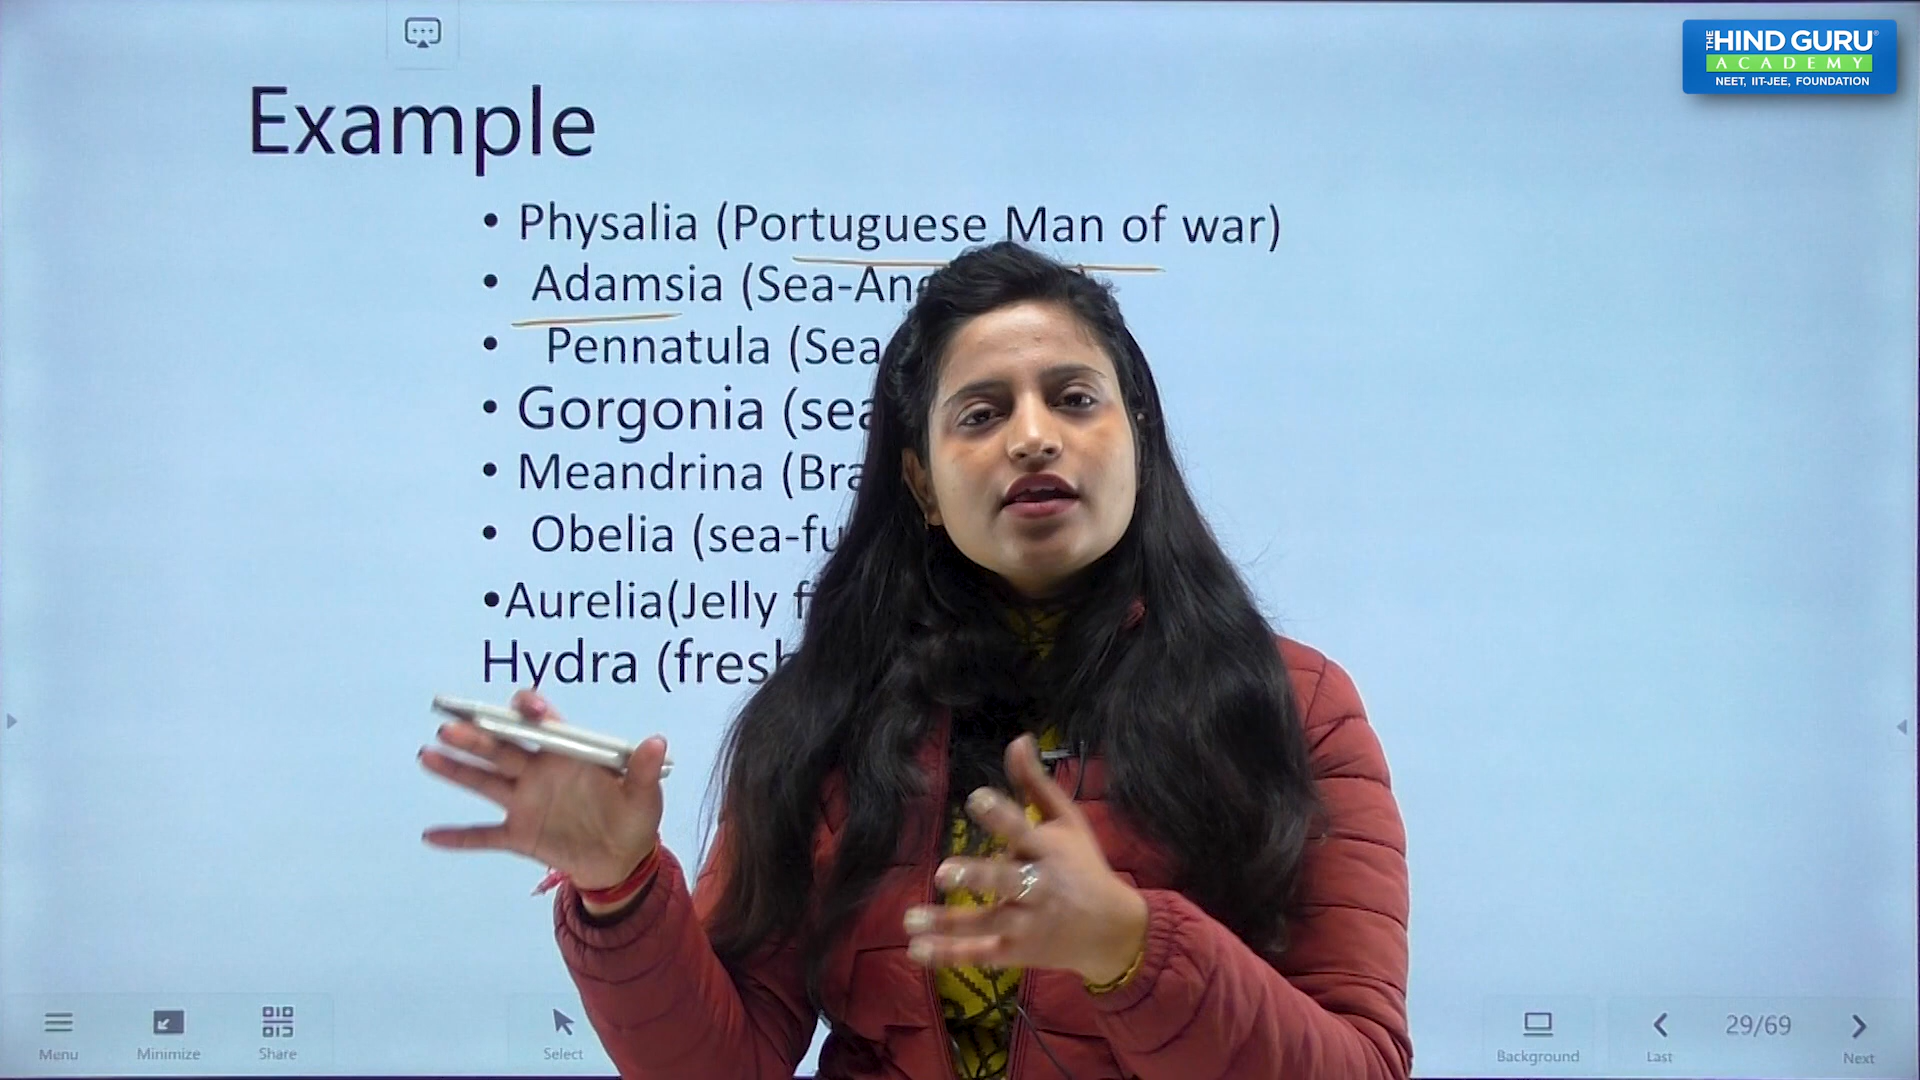 THE HIND GURU
ACADEMY
NEET, IIT-JEE, FOUNDATION
Example
• Physalia (Portuguese Man of war)
• Adamsia (Sea-An
• Pennatula (Sea
• Gorgonia (sea
• Meandrina (Bra
• Obelia (sea-fu
•Aurelia(Jelly f
Hydra (fresh
Menu
Minimize
Share
Select
Background
Last
29/69
Next